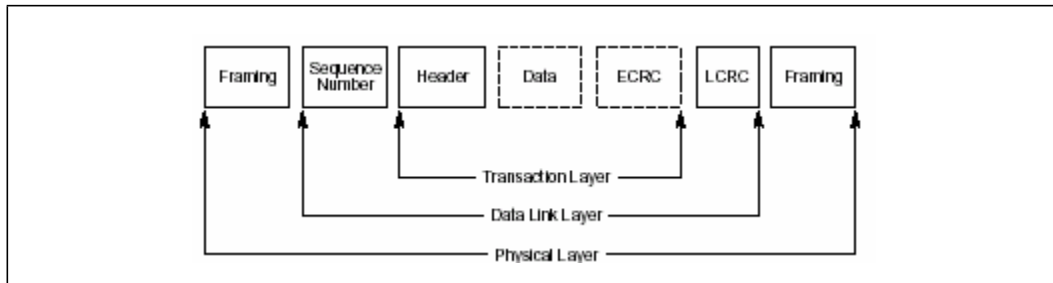 Framing
Sequence
Number
Header
Data
ECRC
LCRC
Framing
Transaction Layer
Data Link Layer
Physical Layer